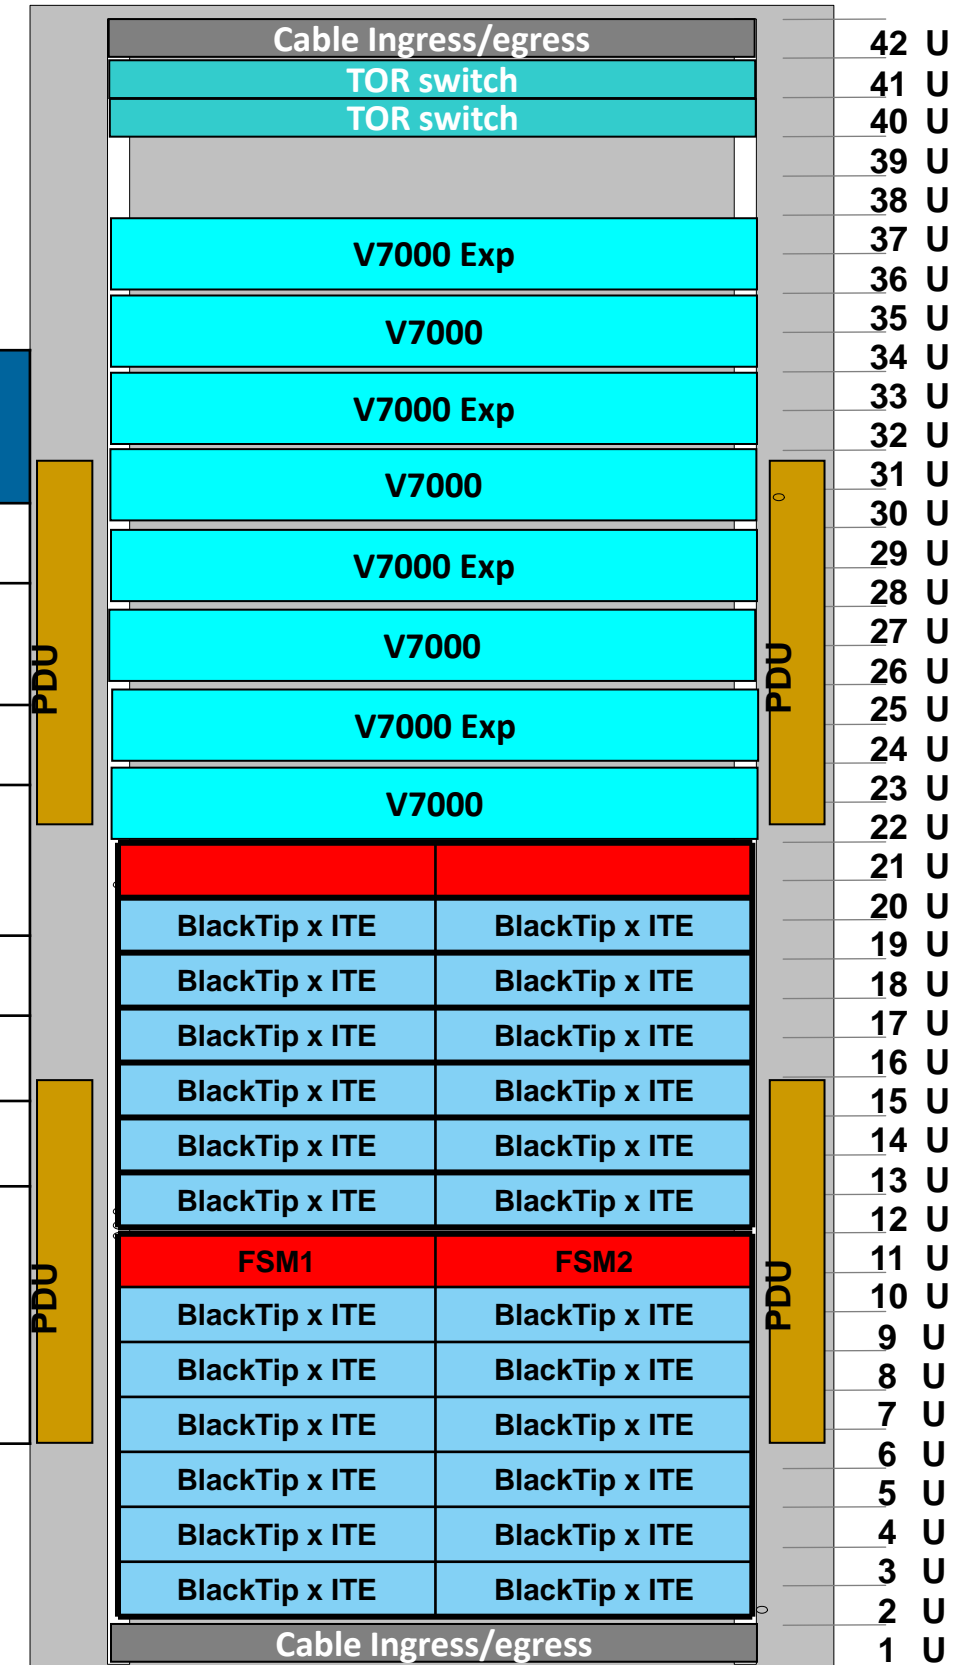 Cable Ingress/egress 42 U
TOR switch 41 U
TOR switch 40 U
39 U
38 U
37 U
V7000 Exp
36 U
35 U
V7000
34 U
33 U
V7000 Exp
32 U
31 U
V7000
30 U
29 U
V7000 Exp
28 U
27 U
V7000
PDU PDU
26 U
25 U
V7000 Exp
24 U
23 U
V7000
22 U
21 U
20 U
BlackTip x ITE BlackTip x ITE
19 U
BlackTip x ITE BlackTip x ITE 18 U
17 U
BlackTip x ITE BlackTip x ITE
16 U
BlackTip x ITE BlackTip x ITE
15 U
BlackTip x ITE BlackTip x ITE 14 U
13 U
BlackTip x ITE BlackTip x ITE
12 U
FSM1 FSM2 11 U
PDU PDU
10 U
BlackTip x ITE BlackTip x ITE
9 U
BlackTip x ITE BlackTip x ITE 8 U
BlackTip x ITE BlackTip x ITE 7 U
6 U
BlackTip x ITE BlackTip x ITE
5 U
BlackTip x ITE BlackTip x ITE 4 U
3 U
BlackTip x ITE BlackTip x ITE
2 U
Cable Ingress/egress 1 U